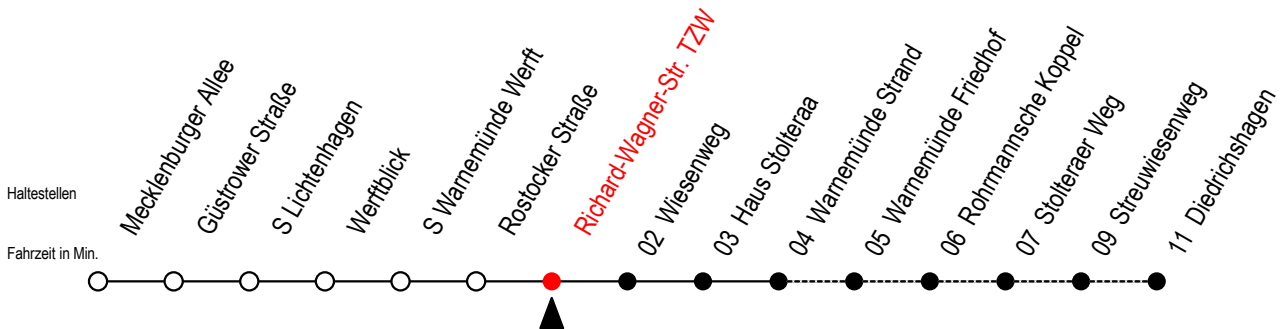 Haltestellen
Fahrzeit in Min.
Mecklenburger Allee
Güstrower Straße
S Lichtenhagen
Werftblick
S Warnemünde Werft
Rostocker Straße
Richard-Wagner-Str. TZW
02 Wiesenweg
03 Haus Stolteraa
04 Warnemünde Strand
05 Warnemünde Friedhof
06 Rohrmannsche Koppel
07 Stolteraer Weg
09 Streuwiesenweg
11 Diedrichshagen